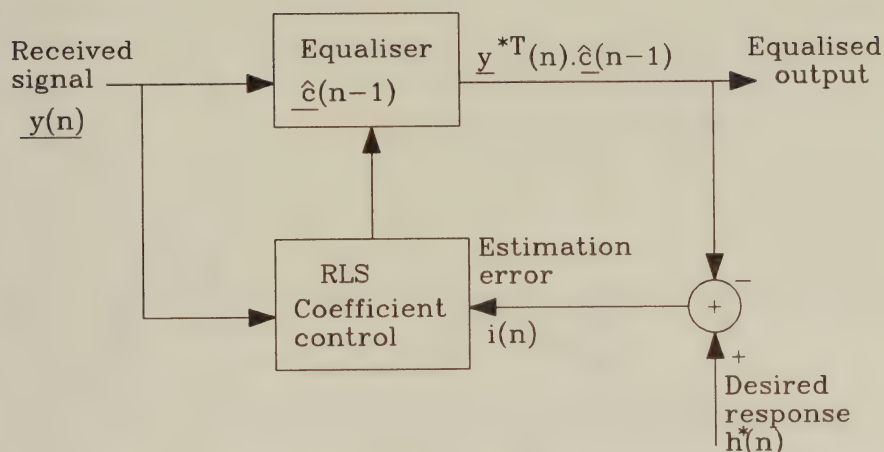 Received
signal
y(n)
Equaliser
ĉ(n−1)
y*T(n).ĉ(n−1)
Equalised
output
RLS
Coefficient
control
Estimation
error
i(n)
−
+
+
Desired
response
h*(n)